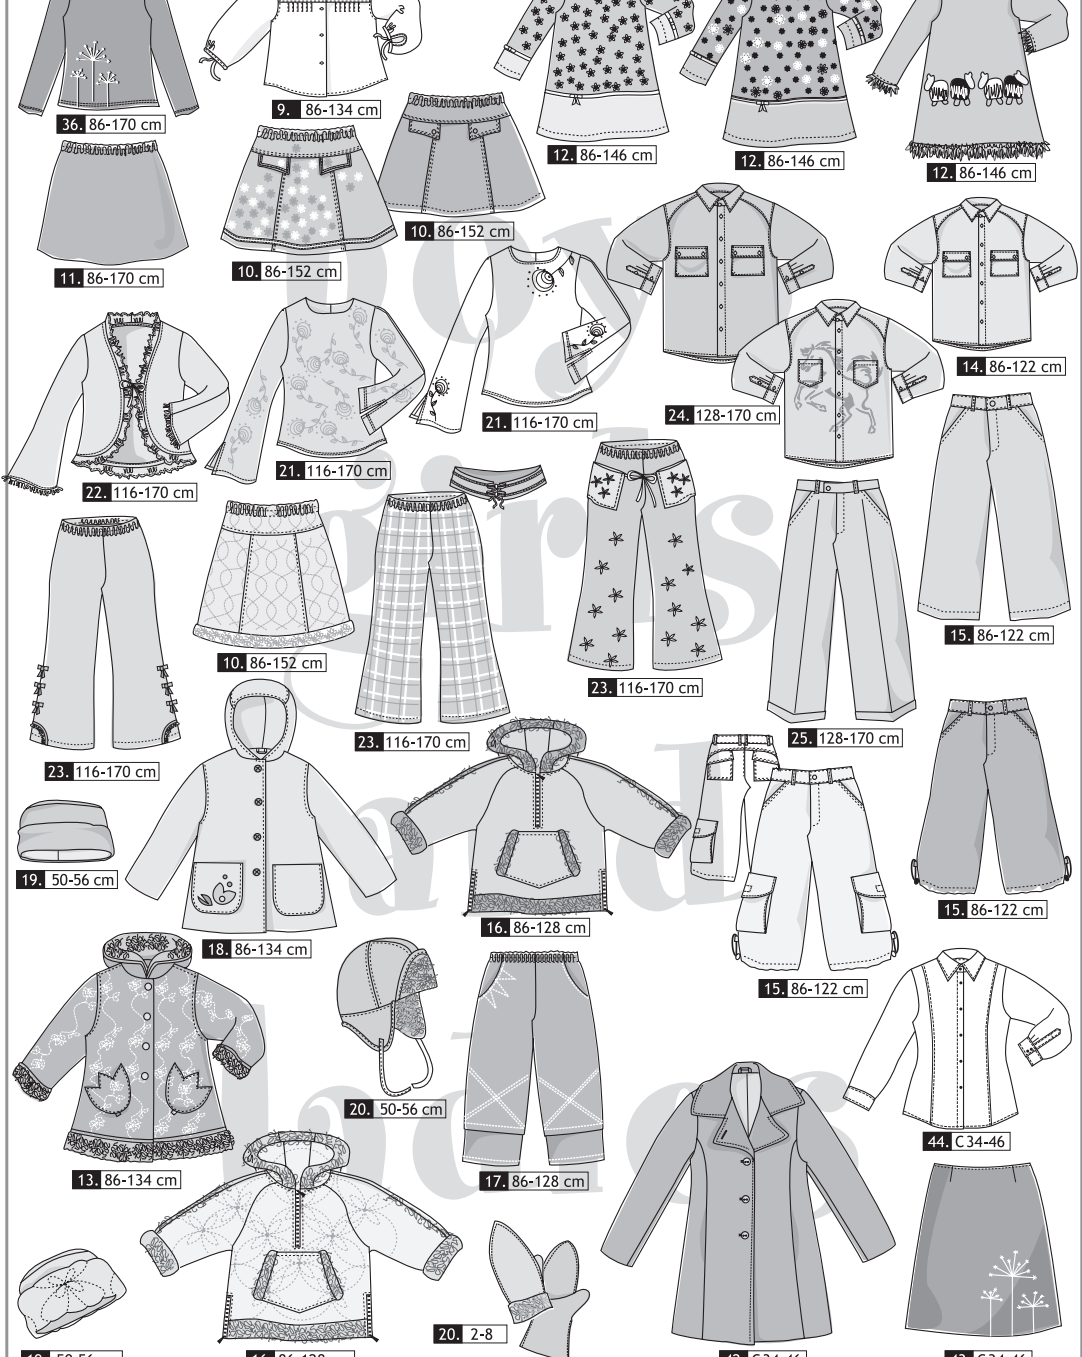 36. 86-170 cm
9. 86-134 cm
12. 86-146 cm
12. 86-146 cm
12. 86-146 cm
11. 86-170 cm
10. 86-152 cm
10. 86-152 cm
boy
14. 86-122 cm
24. 128-170 cm
21. 116-170 cm
21. 116-170 cm
22. 116-170 cm
girls
10. 86-152 cm
15. 86-122 cm
23. 116-170 cm
23. 116-170 cm
25. 128-170 cm
23. 116-170 cm
and
19. 50-56 cm
15. 86-122 cm
16. 86-128 cm
18. 86-134 cm
15. 86-122 cm
ladies
20. 50-56 cm
44. C 34-46
13. 86-134 cm
17. 86-128 cm
20. 2-8